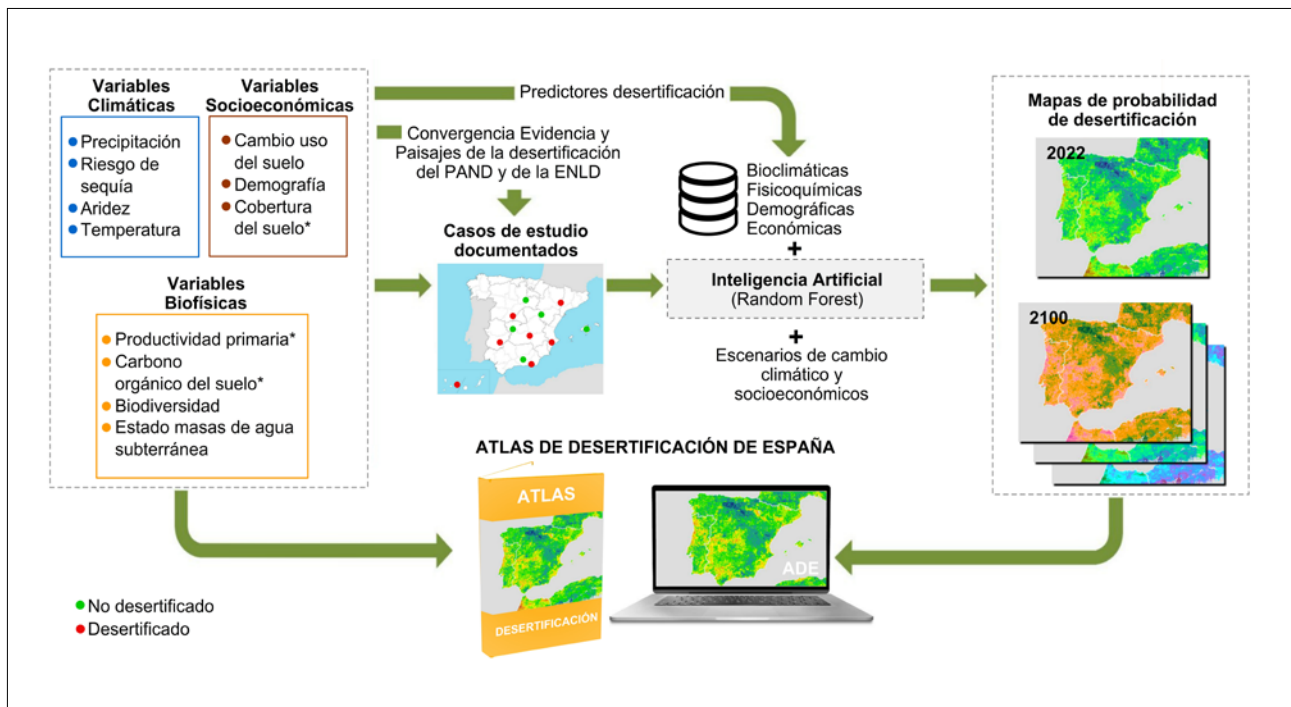 Variables
Climáticas
Precipitación
Riesgo de
sequía
Aridez
Temperatura
Variables
Socioeconómicas
Cambio uso
del suelo
Demografía
Cobertura
del suelo*
Variables
Biofísicas
Productividad primaria*
Carbono
orgánico del suelo*
Biodiversidad
Estado masas de agua
subterránea
Predictores desertificación
Convergencia Evidencia y
Paisajes de la desertificación
del PAND y de la ENLD
Casos de estudio
documentados
Bioclimáticas
Fisicoquímicas
Demográficas
Económicas
+
Inteligencia Artificial
(Random Forest)
+
Escenarios de cambio
climático y
socioeconómicos
Mapas de probabilidad
de desertificación
2022
2100
ATLAS DE DESERTIFICACIÓN DE ESPAÑA
ATLAS
DESERTIFICACIÓN
ADE
No desertificado
Desertificado